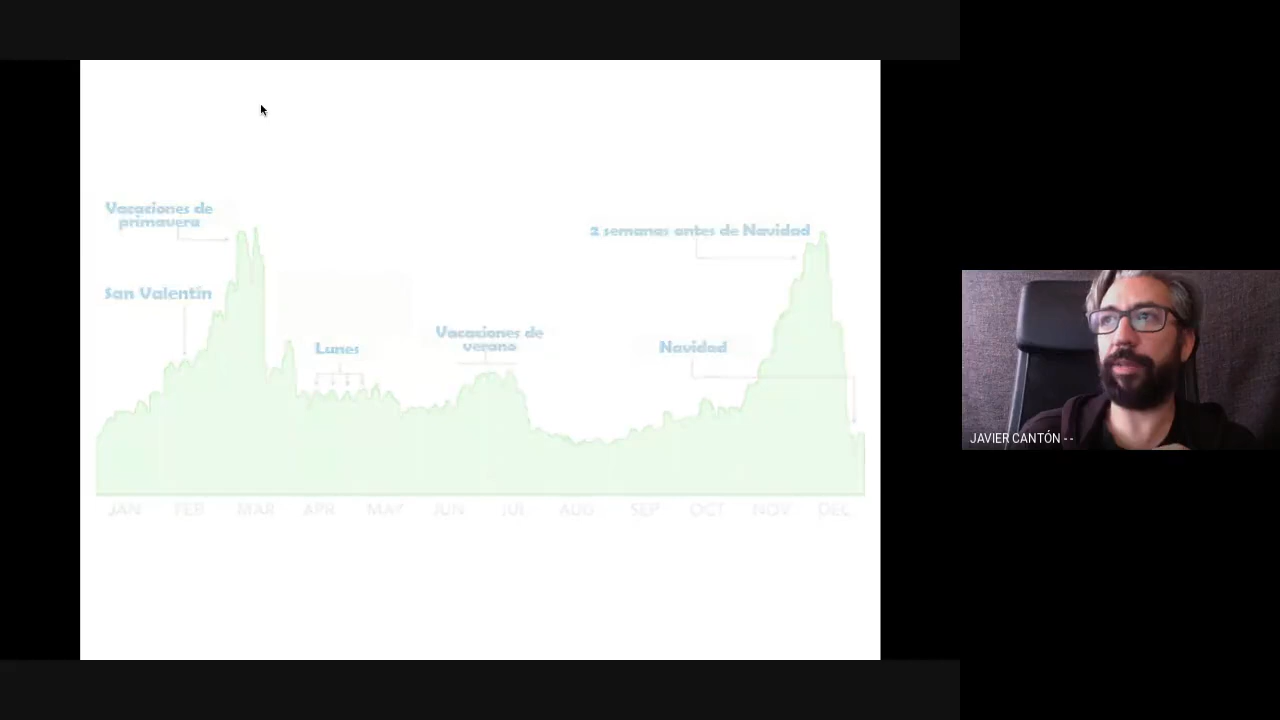 Vacaciones de
primavera
2 semanas antes de Navidad
San Valentín
Vacaciones de
verano
Lunes
Navidad
JAN FEB MAR APR MAY JUN JUL AUG SEP OCT NOV DEC
JAVIER CANTÓN - -